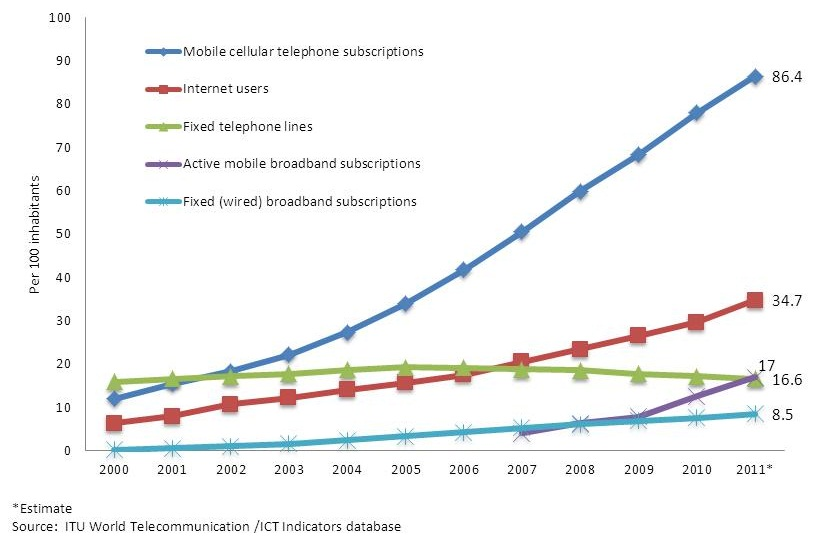 100
90
80
70
60
50
40
30
20
10
0
Per 100 inhabitants
Mobile cellular telephone subscriptions
Internet users
Fixed telephone lines
Active mobile broadband subscriptions
Fixed (wired) broadband subscriptions
86.4
34.7
17
16.6
8.5
2000 2001 2002 2003 2004 2005 2006 2007 2008 2009 2010 2011*
*Estimate
Source: ITU World Telecommunication /ICT Indicators database